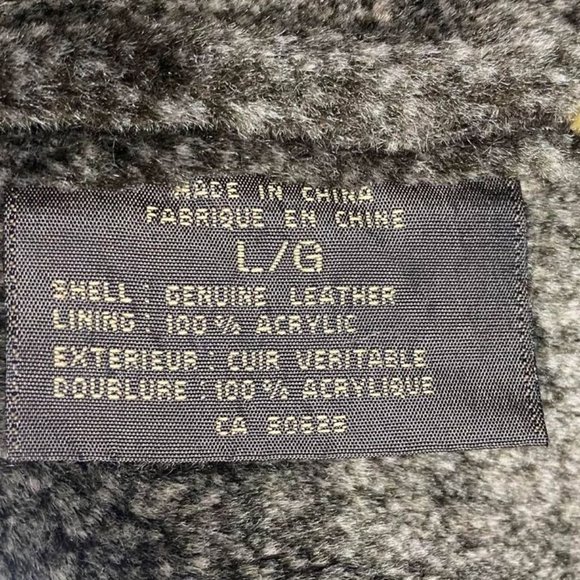 MADE IN CHINA
FABRIQUE EN CHINE
L/G
SHELL: GENUINE LEATHER
LINING: 100% ACRYLIC
EXTERIEUR: CUIR VERITABLE
DOUBLURE: 100% ACRYLIQUE
CA 50625